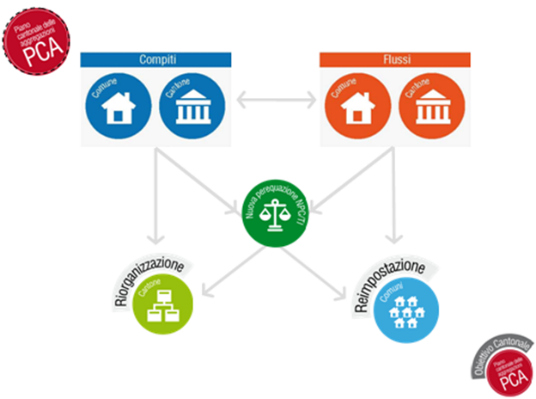 Piano
cantonale delle
aggregazioni
PCA
Compiti
Flussi
Comune
Cantone
Comune
Cantone
Nuova perequazione NPC/TI
Riorganizzazione
Cantone
Reimpostazione
Comuni
Obiettivo Cantonale
Piano
cantonale delle
aggregazioni
PCA